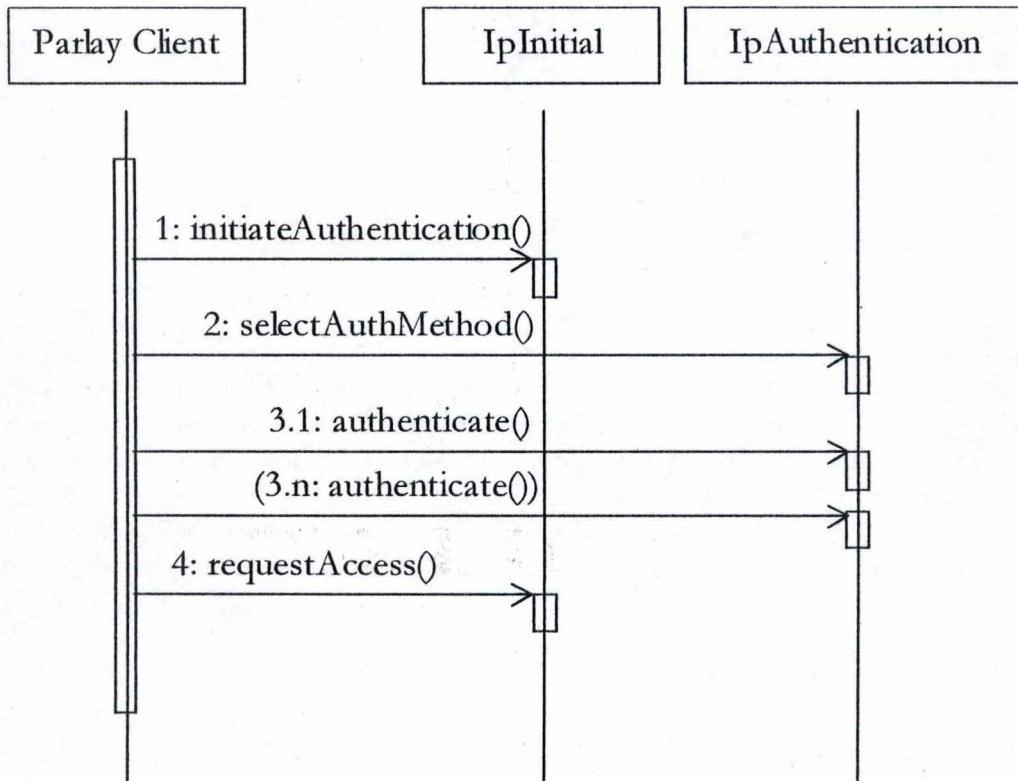 Parlay Client
IpInitial
IpAuthentication
1: initiateAuthentication()
2: selectAuthMethod()
3.1: authenticate()
(3.n: authenticate())
4: requestAccess()